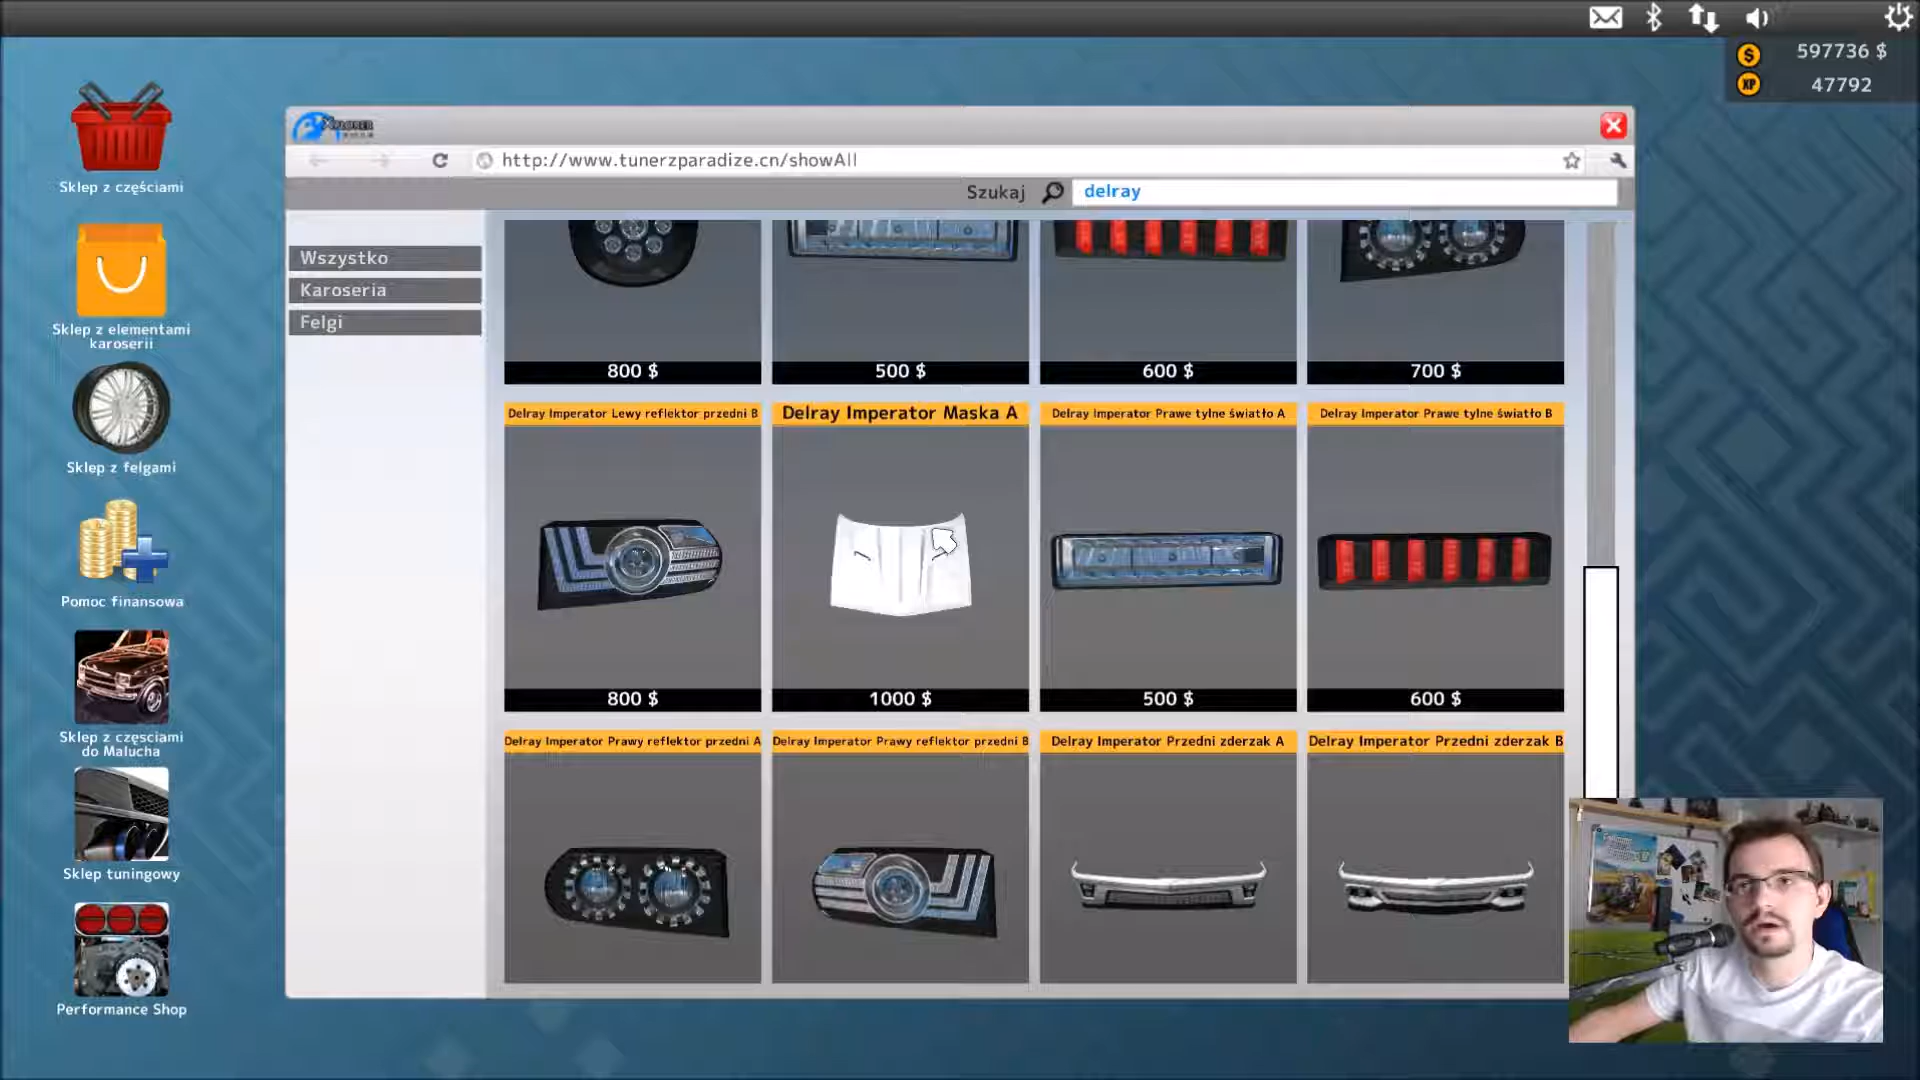 597736 $
XP
47792
Sklep z częściami
Sklep z elementami
karoserii
Sklep z felgami
Pomoc finansowa
Sklep z częsciami
do Malucha
Sklep tuningowy
Performance Shop
http://www.tunerzparadize.cn/showAll
Szukaj
delray
Wszystko
Karoseria
Felgi
800 $
500 $
600 $
700 $
Delray Imperator Lewy reflektor przedni B
Delray Imperator Maska A
Delray Imperator Prawe tylne światło A
Delray Imperator Prawe tylne światło B
800 $
1000 $
500 $
600 $
Delray Imperator Prawy reflektor przedni A
Delray Imperator Prawy reflektor przedni B
Delray Imperator Przedni zderzak A
Delray Imperator Przedni zderzak B